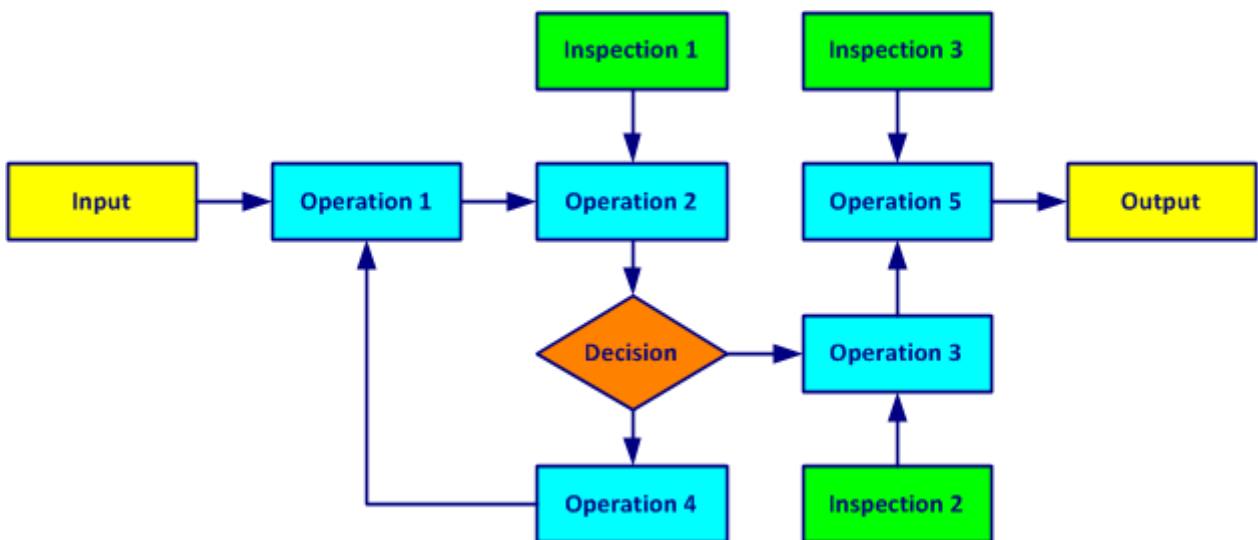 Inspection 1
Inspection 3
Input
Operation 1
Operation 2
Operation 5
Output
Decision
Operation 3
Operation 4
Inspection 2